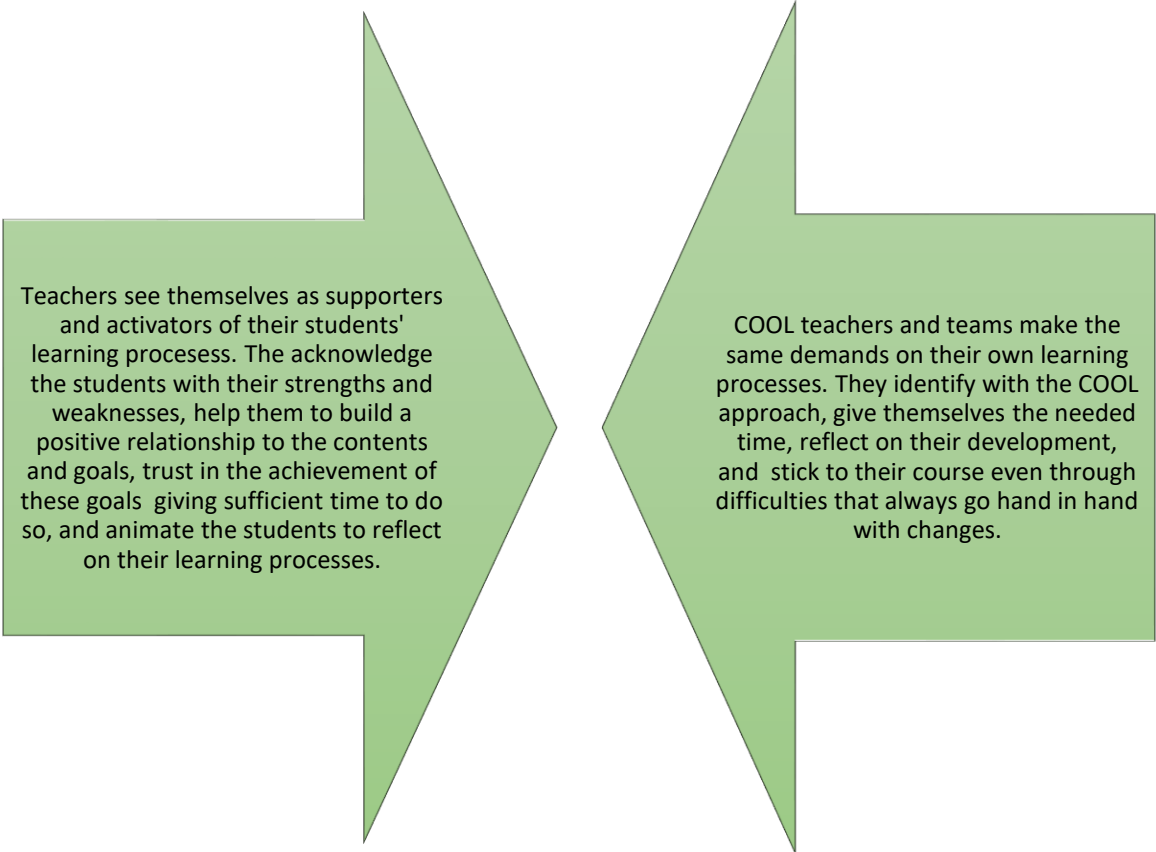 Teachers see themselves as supporters
and activators of their students'
learning procesess. The acknowledge
the students with their strengths and
weaknesses, help them to build a
positive relationship to the contents
and goals, trust in the achievement of
these goals  giving sufficient time to do
so, and animate the students to reflect
on their learning processes.
COOL teachers and teams make the
same demands on their own learning
processes. They identify with the COOL
approach, give themselves the needed
time, reflect on their development,
and  stick to their course even through
difficulties that always go hand in hand
with changes.